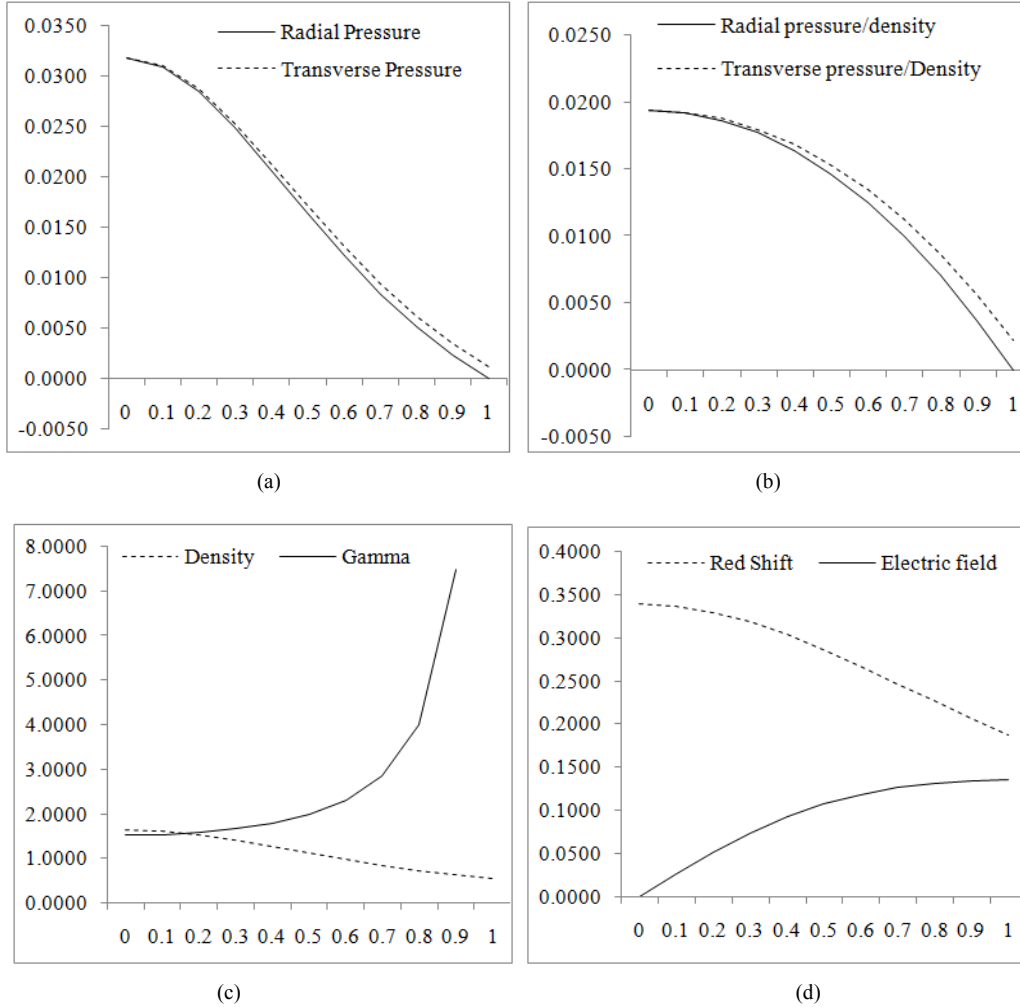 0.0350
0.0300
0.0250
0.0200
0.0150
0.0100
0.0050
0.0000
-0.0050
Radial Pressure
Transverse Pressure
0 0.1 0.2 0.3 0.4 0.5 0.6 0.7 0.8 0.9 1
(a)
0.0250
0.0200
0.0150
0.0100
0.0050
0.0000
-0.0050
Radial pressure/density
Transverse pressure/Density
0 0.1 0.2 0.3 0.4 0.5 0.6 0.7 0.8 0.9 1
(b)
8.0000
7.0000
6.0000
5.0000
4.0000
3.0000
2.0000
1.0000
0.0000
Density Gamma
0 0.1 0.2 0.3 0.4 0.5 0.6 0.7 0.8 0.9 1
(c)
0.4000
0.3500
0.3000
0.2500
0.2000
0.1500
0.1000
0.0500
0.0000
Red Shift Electric field
0 0.1 0.2 0.3 0.4 0.5 0.6 0.7 0.8 0.9 1
(d)